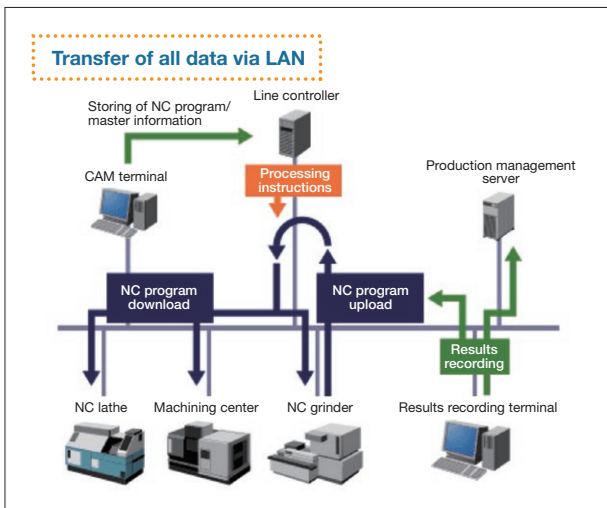 Transfer of all data via LAN
Line controller
Storing of NC program/
master information
Processing
instructions
CAM terminal
Production management
server
NC program
download
NC program
upload
Results
recording
NC lathe
Machining center
NC grinder
Results recording terminal